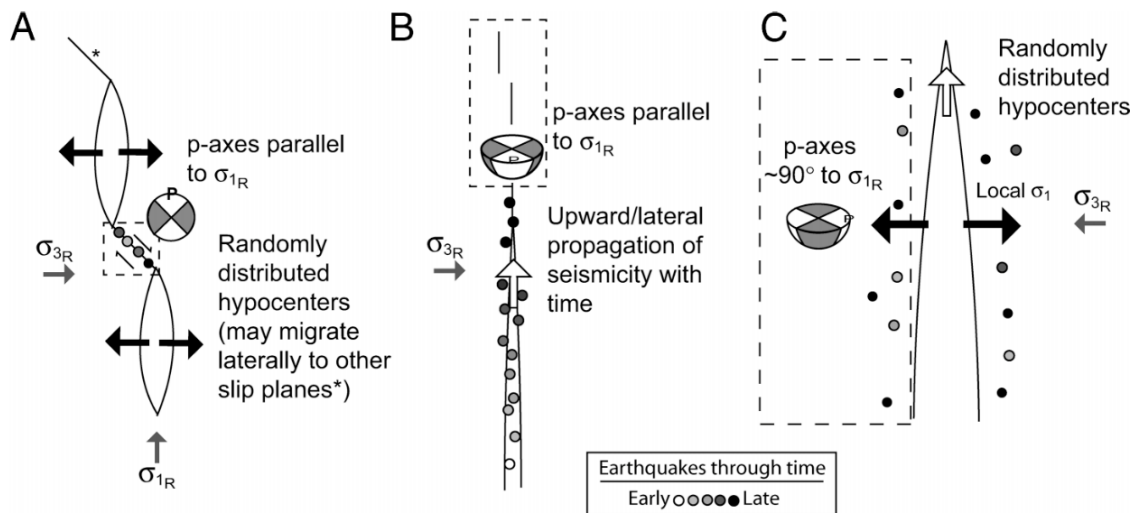 A
*
p-axes parallel
to σ1R
P
σ3R
Randomly
distributed
hypocenters
(may migrate
laterally to other
slip planes*)
σ1R
B
p-axes parallel
to σ1R
P
σ3R
Upward/lateral
propagation of
seismicity with
time
C
Randomly
distributed
hypocenters
p-axes
~90° to σ1R
P
Local σ1
σ3R
Earthquakes through time
Early Late